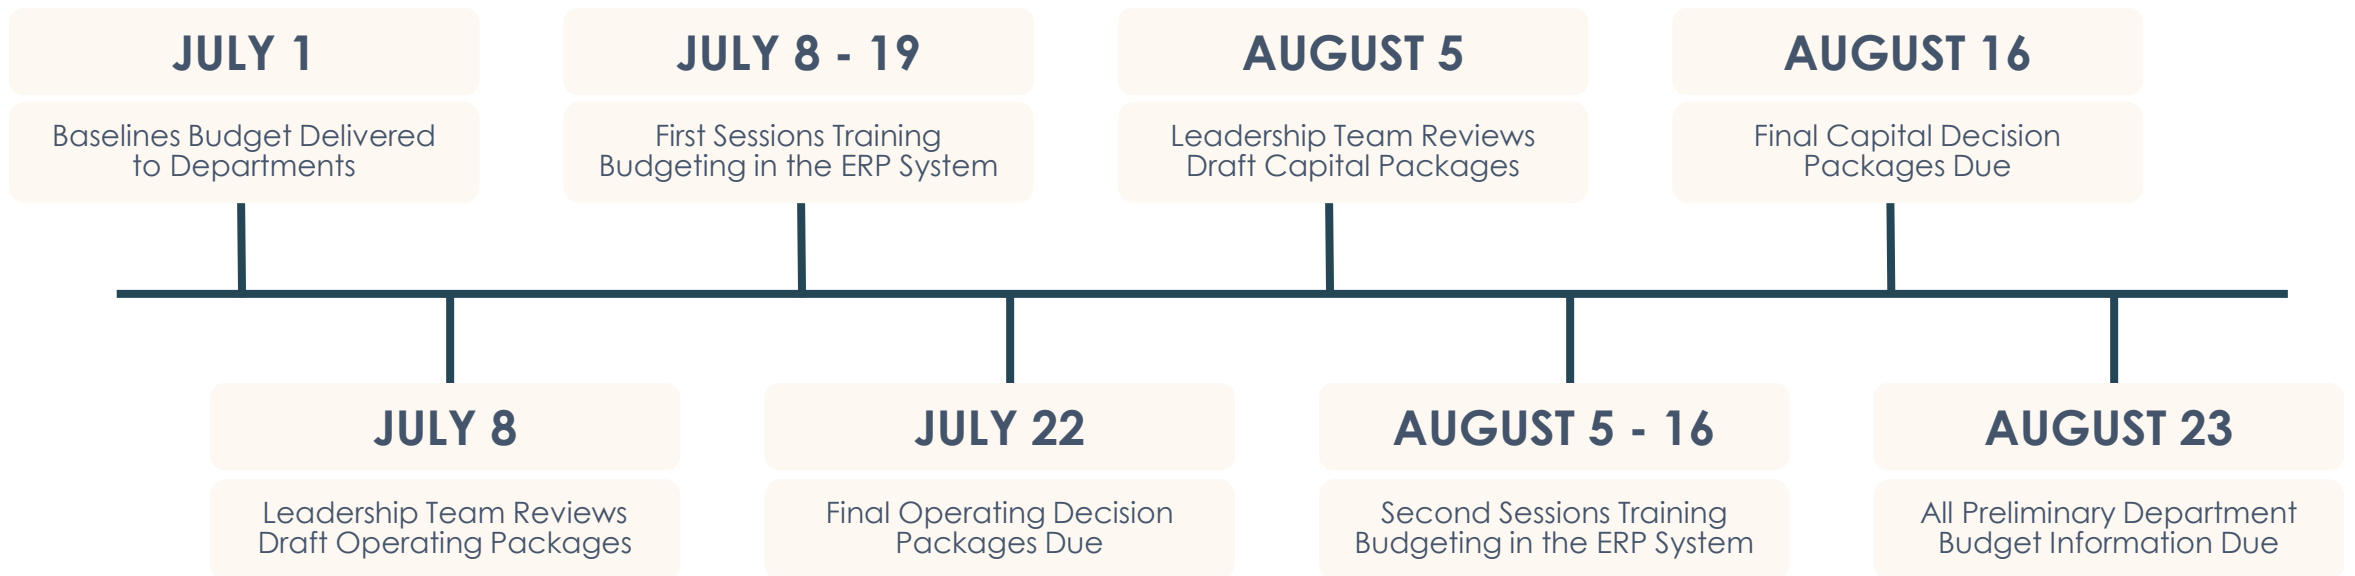 JULY 1
Baselines Budget Delivered
to Departments
JULY 8
Leadership Team Reviews
Draft Operating Packages
JULY 8 - 19
First Sessions Training
Budgeting in the ERP System
JULY 22
Final Operating Decision
Packages Due
AUGUST 5
Leadership Team Reviews
Draft Capital Packages
AUGUST 5 - 16
Second Sessions Training
Budgeting in the ERP System
AUGUST 16
Final Capital Decision
Packages Due
AUGUST 23
All Preliminary Department
Budget Information Due